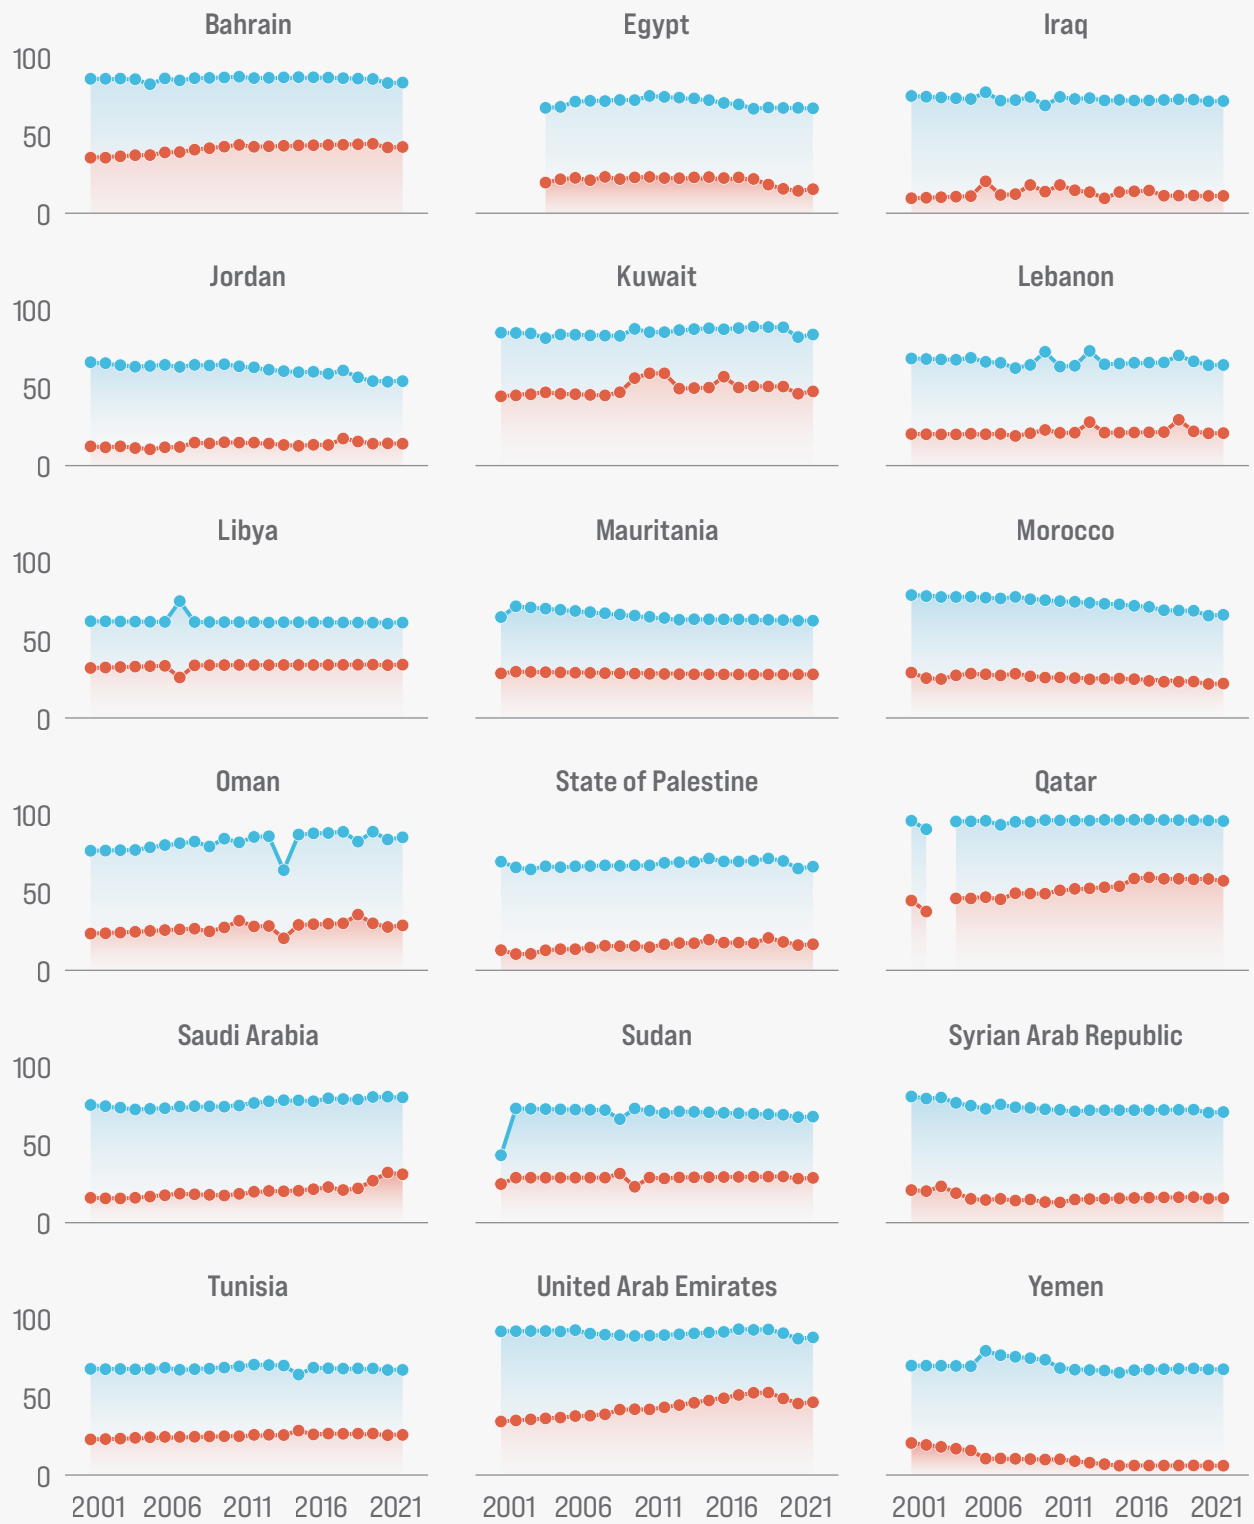 Bahrain Egypt Iraq
100
50
0
Jordan Kuwait Lebanon
100
50
0
Libya Mauritania Morocco
100
50
0
Oman State of Palestine Qatar
100
50
0
Saudi Arabia Sudan Syrian Arab Republic
100
50
0
Tunisia United Arab Emirates Yemen
100
50
0
2001 2006 2011 2016 2021 2001 2006 2011 2016 2021 2001 2006 2011 2016 2021